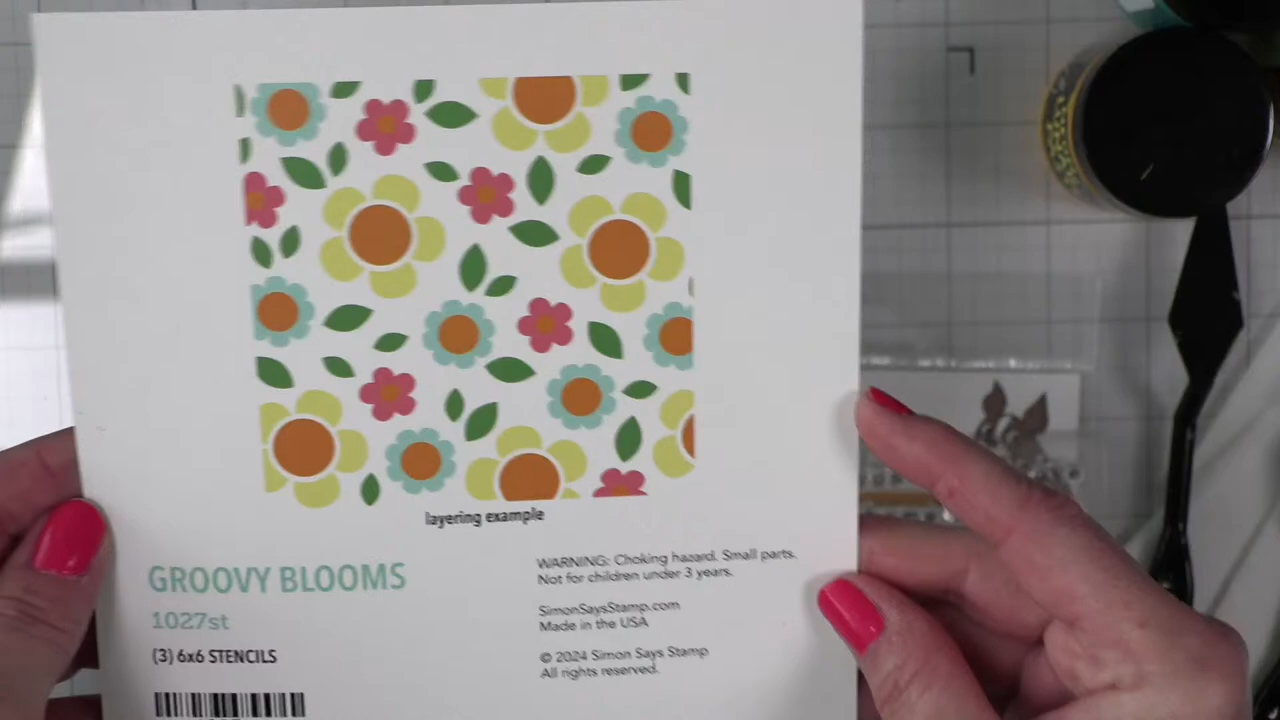 layering example
GROOVY BLOOMS
1027st
(3) 6x6 STENCILS
WARNING: Choking hazard. Small parts.
Not for children under 3 years.
SimonSaysStamp.com
Made in the USA
© 2024 Simon Says Stamp
All rights reserved.